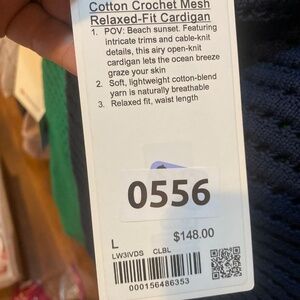 Cotton Crochet Mesh
Relaxed-Fit Cardigan
1. POV: Beach sunset. Featuring
intricate trims and cable-knit
details, this airy open-knit
cardigan lets the ocean breeze
graze your skin
2. Soft, lightweight cotton-blend
yarn is naturally breathable
3. Relaxed fit, waist length
0556
L
$148.00
LW3IVDS CLBL
000156486353